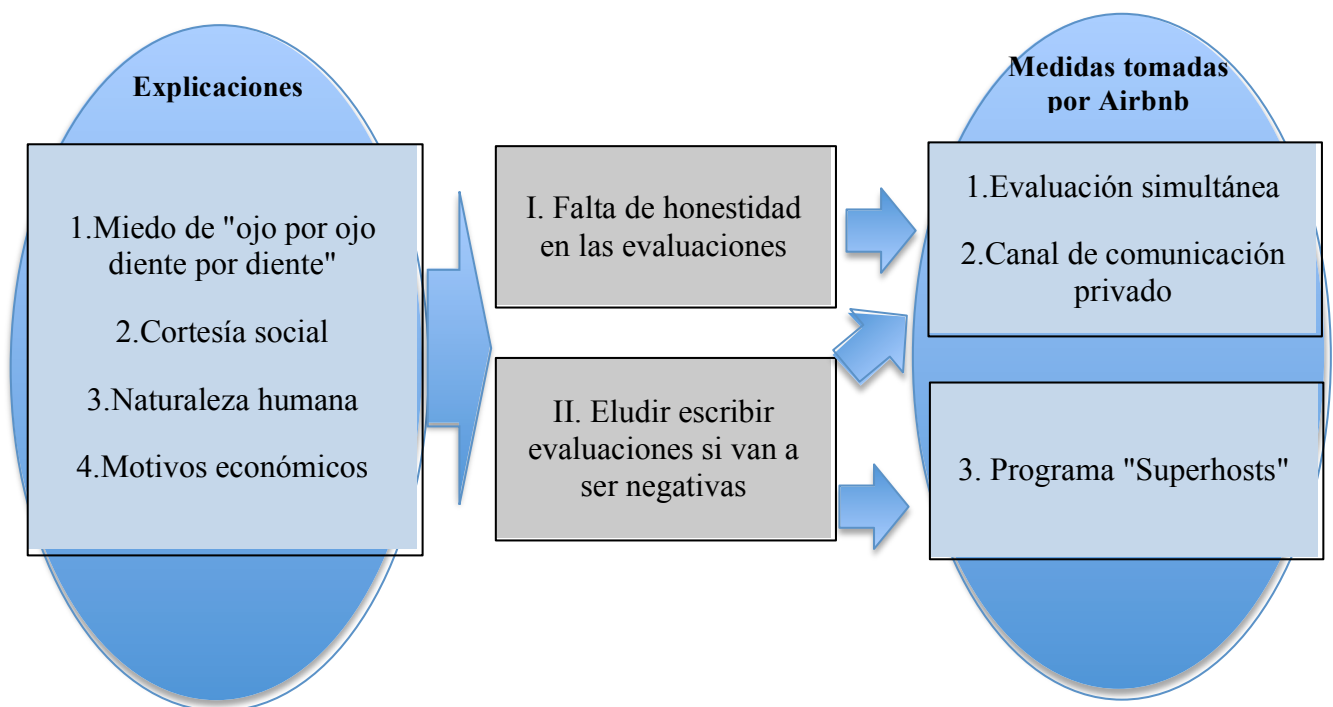 Explicaciones
1.Miedo de "ojo por ojo
diente por diente"
2.Cortesía social
3.Naturaleza humana
4.Motivos económicos
I. Falta de honestidad
en las evaluaciones
II. Eludir escribir
evaluaciones si van a
ser negativas
Medidas tomadas
por Airbnb
1.Evaluación simultánea
2.Canal de comunicación
privado
3. Programa "Superhosts"